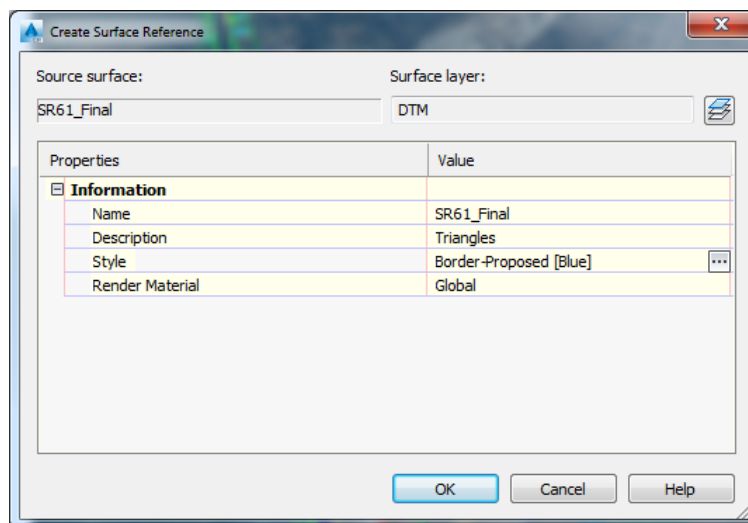 Create Surface Reference
Source surface: Surface layer:
SR61_Final DTM
Properties Value
Information
Name SR61_Final
Description Triangles
Style Border-Proposed [Blue] ...
Render Material Global
OK Cancel Help